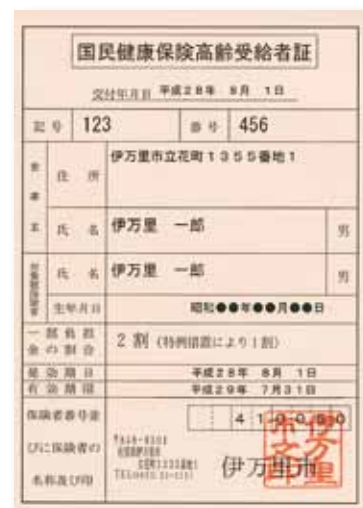 国民健康保険高齢受給者証
交付年月日 平成28年 8月 1日
記号 123 番号 456
世帯主 住所 伊万里市立花町1355番地1
氏名 伊万里 一郎 男
氏名 伊万里 一郎 男
生年月日 昭和●●年●●月●●日
一部負担金の割合 2割 (特例措置により1割)
発効期日 平成28年 8月 1日
有効期限 平成29年 7月31日
保険者番号並びに保険者の名称及び印
伊万里市